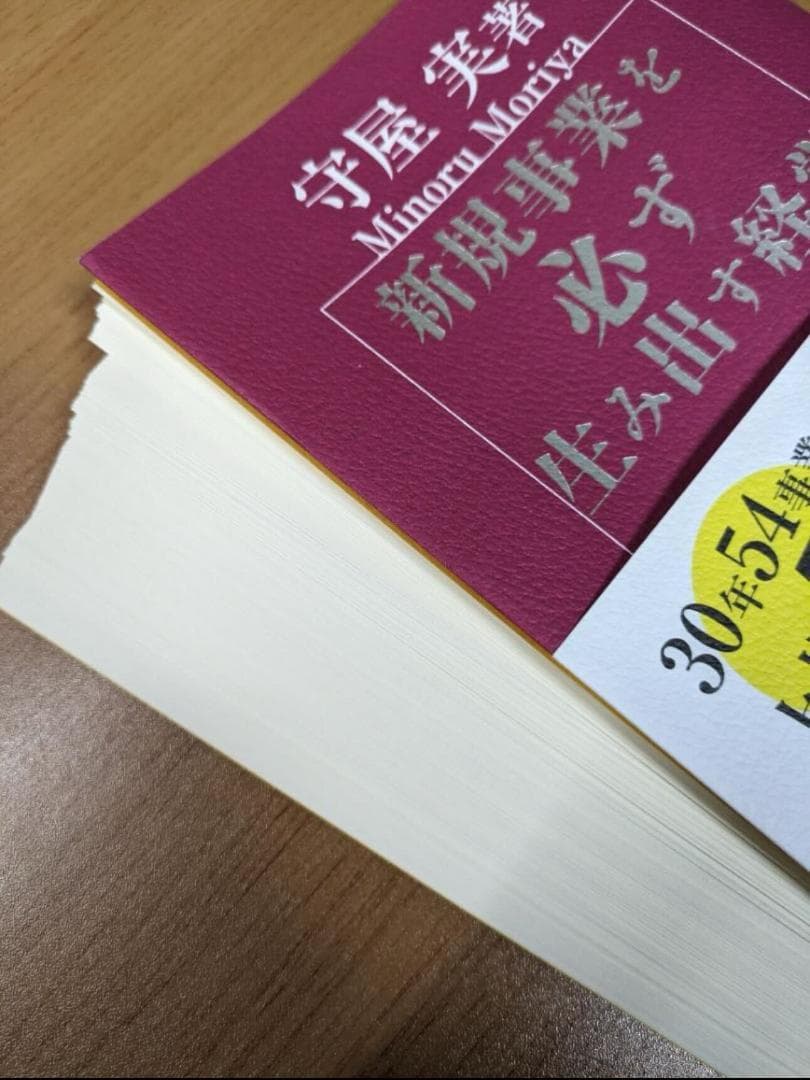 守屋 実著
Minoru Moriya
新規事業を
必ず
生み出す経
30年54事業